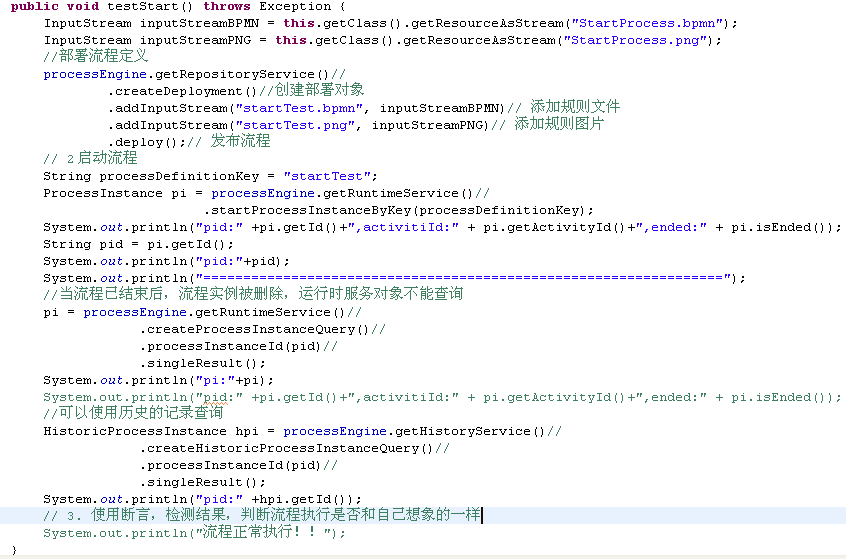 public void testStart() throws Exception {
InputStream inputStreamBPMN = this.getClass().getResourceAsStream("StartProcess.bpmn");
InputStream inputStreamPNG = this.getClass().getResourceAsStream("StartProcess.png");
//部署流程定义
processEngine.getRepositoryService()//
.createDeployment()//创建部署对象
.addInputStream("startTest.bpmn", inputStreamBPMN)// 添加规则文件
.addInputStream("startTest.png", inputStreamPNG)// 添加规则图片
.deploy();// 发布流程
// 2启动流程
String processDefinitionKey = "startTest";
ProcessInstance pi = processEngine.getRuntimeService()//
.startProcessInstanceByKey(processDefinitionKey);
System.out.println("pid:" +pi.getId()+",activitiId:" + pi.getActivityId()+",ended:" + pi.isEnded());
String pid = pi.getId();
System.out.println("pid:"+pid);
System.out.println("=================================================================");
//当流程已结束后，流程实例被删除，运行时服务对象不能查询
pi = processEngine.getRuntimeService()//
.createProcessInstanceQuery()//
.processInstanceId(pid)//
.singleResult();
System.out.println("pi:"+pi);
System.out.println("pid:" +pi.getId()+",activitiId:" + pi.getActivityId()+",ended:" + pi.isEnded());
//可以使用历史的记录查询
HistoricProcessInstance hpi = processEngine.getHistoryService()//
.createHistoricProcessInstanceQuery()//
.processInstanceId(pid)//
.singleResult();
System.out.println("pid:" +hpi.getId());
// 3. 使用断言，检测结果，判断流程执行是否和自己想象的一样
System.out.println("流程正常执行！！");
}